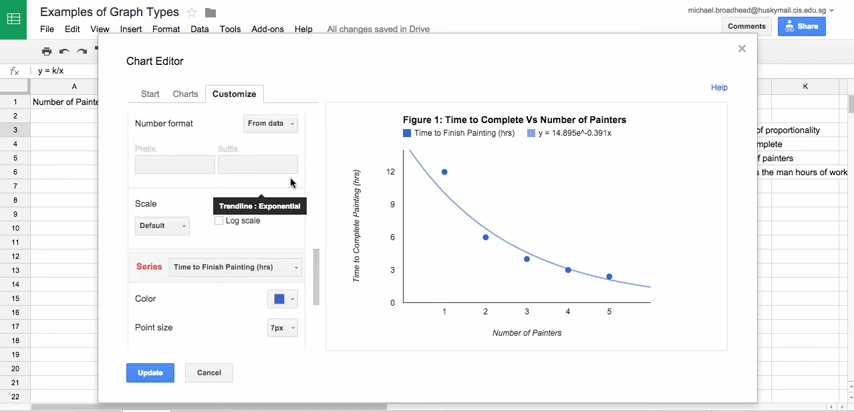 Examples of Graph Types
michael.broadhead@huskymail.cis.edu.sg
File Edit View Insert Format Data Tools Add-ons Help All changes saved in Drive
Comments
Share
fx y = k/x
Chart Editor
Help
Start Charts Customize
Number format From data
Prefix Suffix
Trendline : Exponential
Scale
Default
Log scale
Series Time to Finish Painting (hrs)
Color
Point size 7px
Update Cancel
Figure 1: Time to Complete Vs Number of Painters
Time to Finish Painting (hrs) y = 14.895e^-0.391x
Time to Complete Painting (hrs)
12
9
6
3
0
1 2 3 4 5
Number of Painters
A
K
1 Number of Painte
2
3 of proportionality
4 mplete
5 f painters
6 s the man hours of work
7
8
9
10
11
12
13
14
15
16
17
18
19
20
21
22